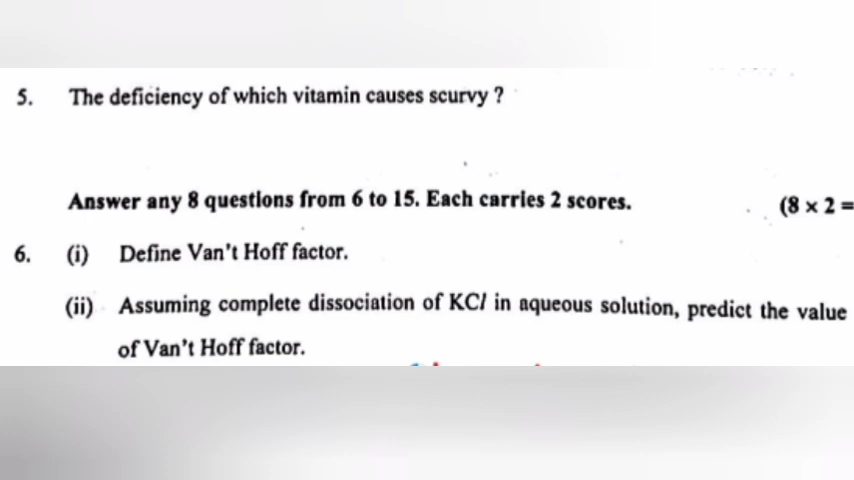 5. The deficiency of which vitamin causes scurvy ?
Answer any 8 questions from 6 to 15. Each carries 2 scores. (8 × 2 =
6. (i) Define Van't Hoff factor.
(ii) Assuming complete dissociation of KCl in aqueous solution, predict the value
of Van't Hoff factor.